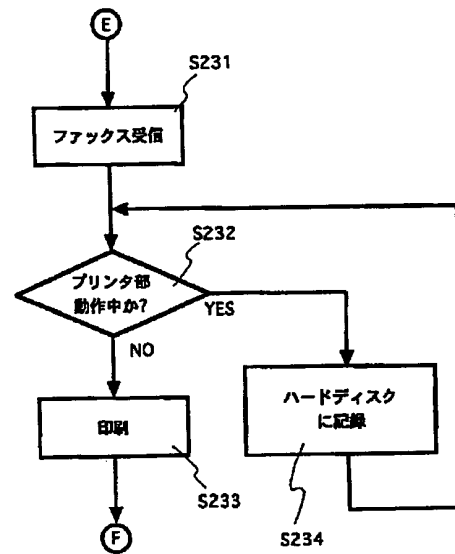 E
S231
ファックス受信
S232
プリンタ部
動作中か?
YES
NO
ハードディスク
に記録
印刷
S233
S234
F